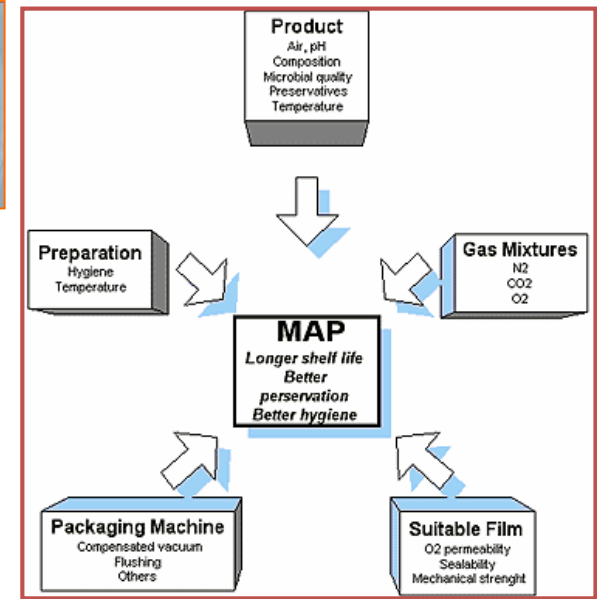 Product
Air, pH
Composition
Microbial quality
Preservatives
Temperature
Preparation
Hygiene
Temperature
Gas Mixtures
N2
CO2
O2
MAP
Longer shelf life
Better
perservation
Better hygiene
Packaging Machine
Compensated vacuum
Flushing
Others
Suitable Film
O2 permeability
Sealability
Mechanical strenght